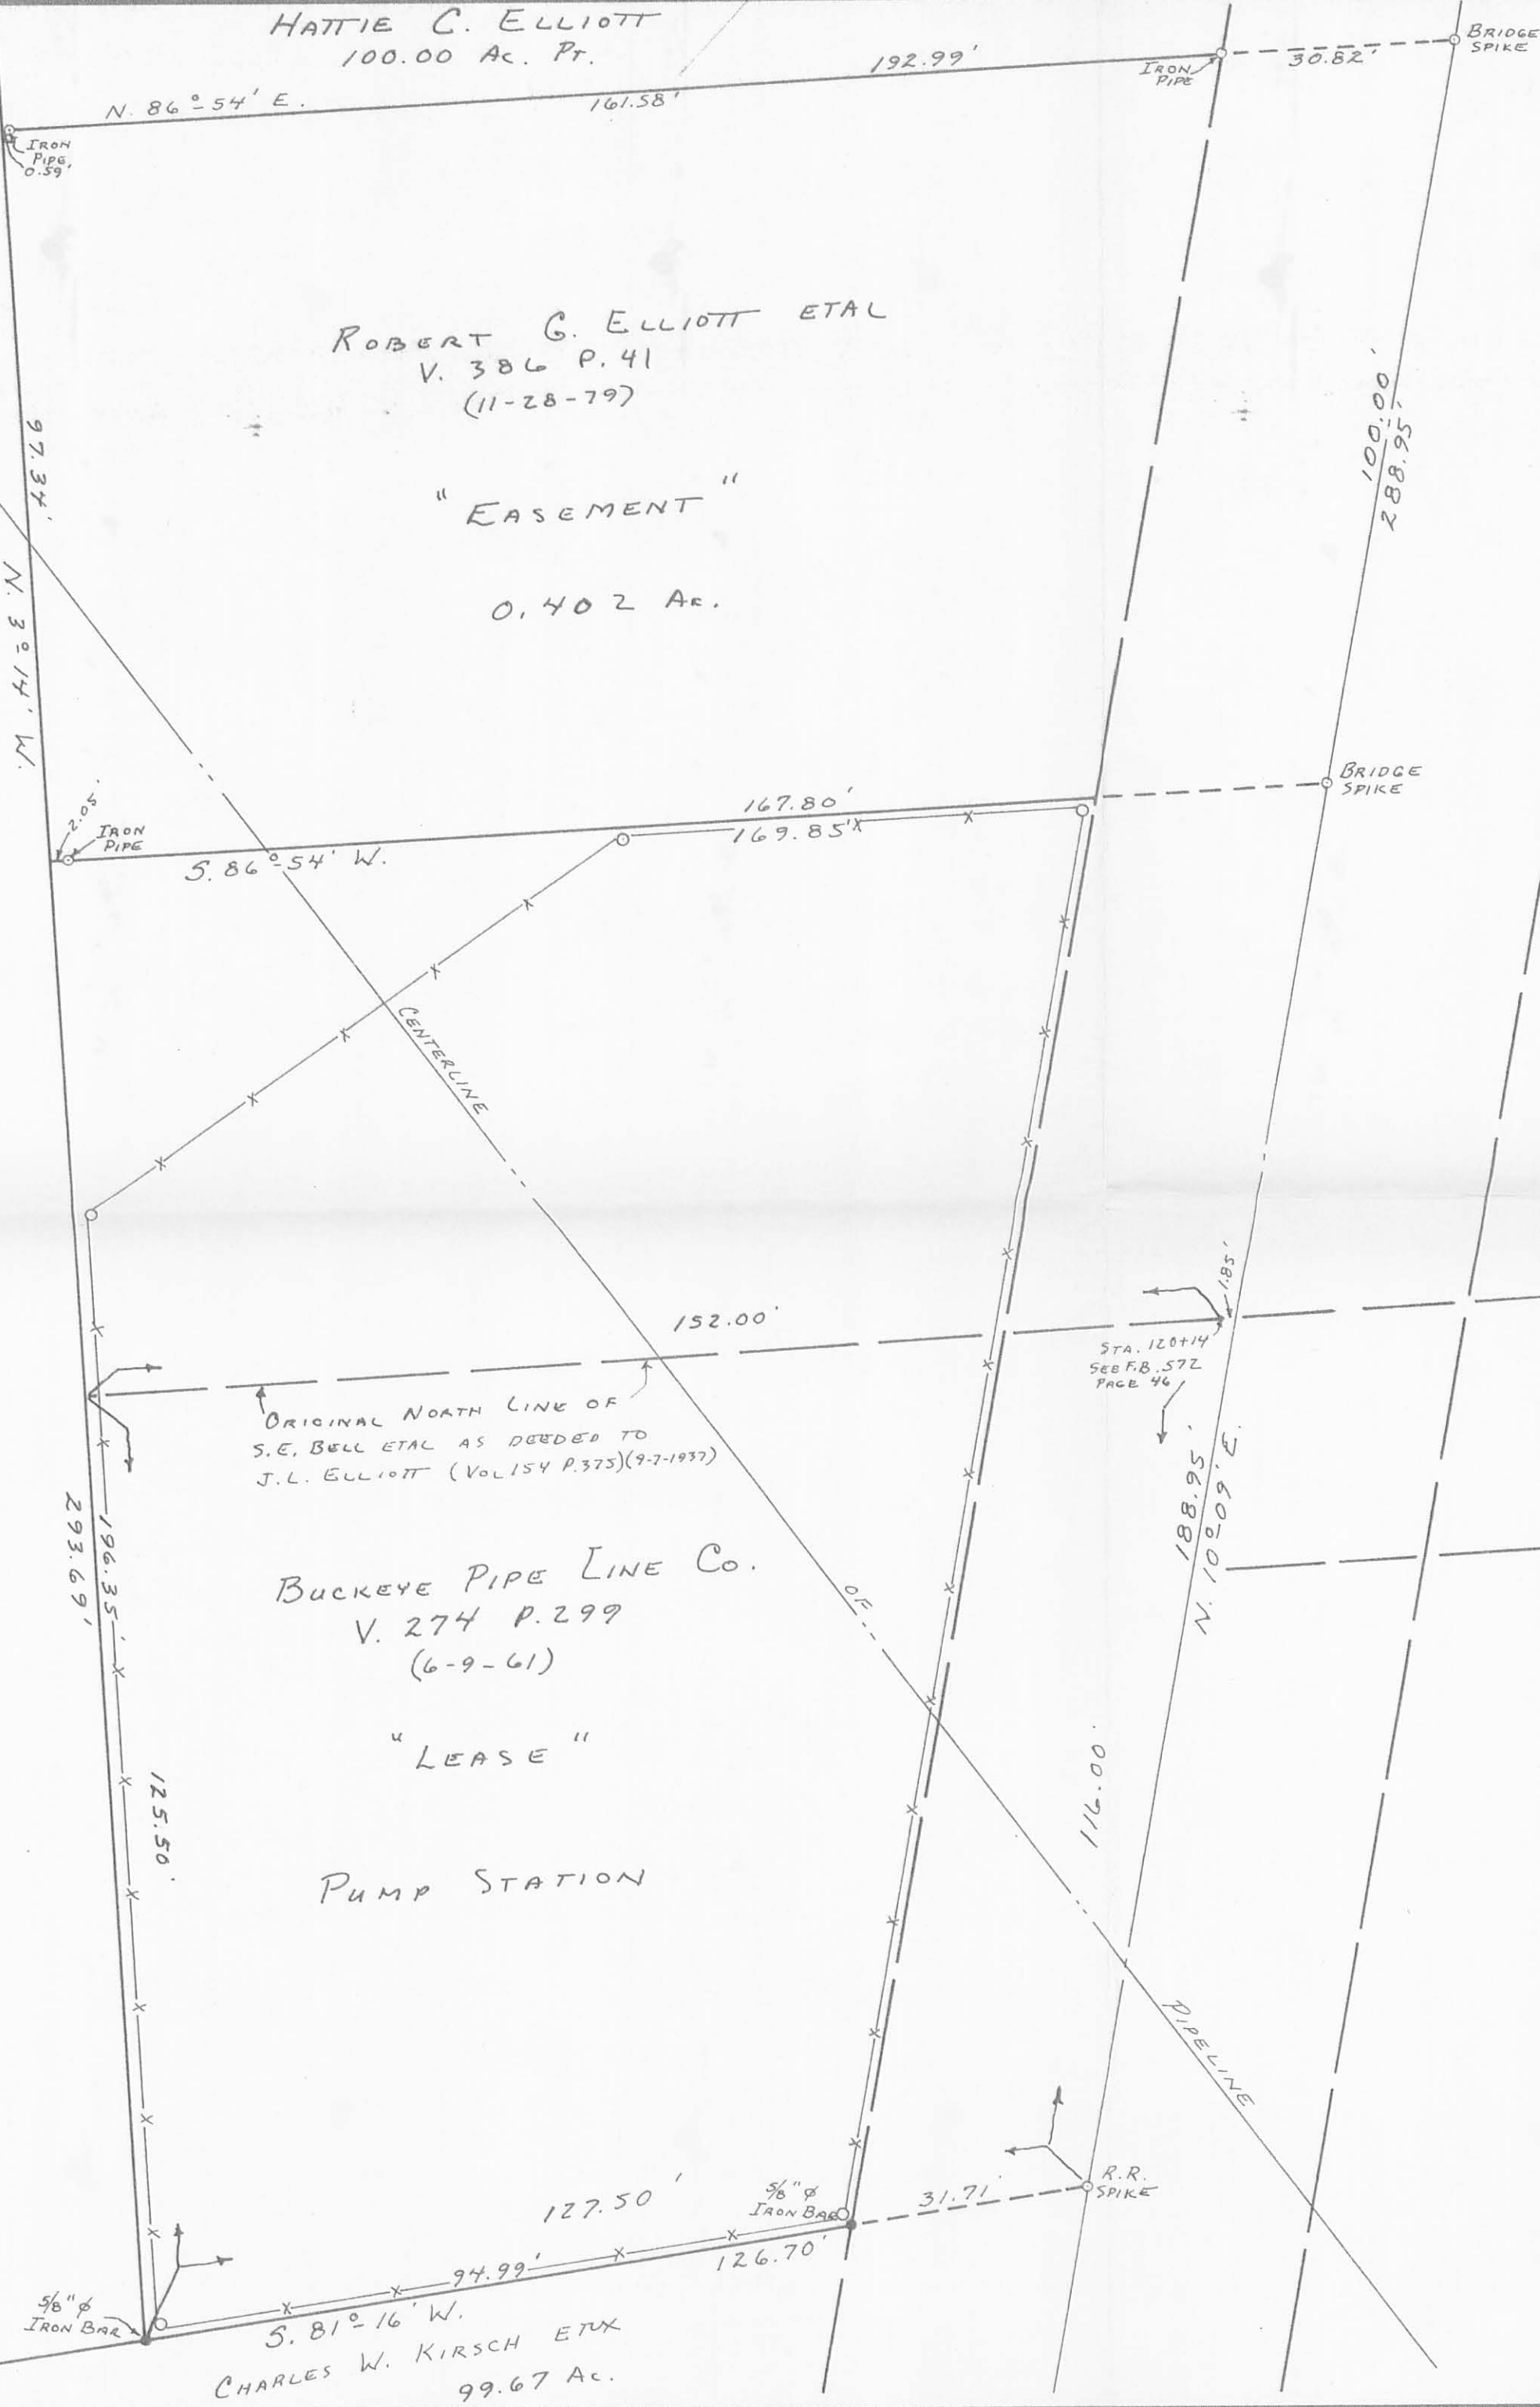 HATTIE C. ELLIOTT
100.00 Ac. Pt.
192.99'
30.82'
BRIDGE
SPIKE
IRON
PIPE
N. 86°-54' E.
161.58'
IRON
PIPE
0.59'
ROBERT G. ELLIOTT ETAL
V. 386 P. 41
(11-28-79)
"EASEMENT"
0.402 Ac.
97.34'
N. 3°-14' W.
100.00'
288.95'
BRIDGE
SPIKE
2.05'
IRON
PIPE
167.80'
169.85'
S. 86°-54' W.
CENTERLINE
152.00'
1.85'
STA. 120+14
SEE F.B. 572
PAGE 46
ORIGINAL NORTH LINE OF
S.E. BELL ETAL AS DEEDED TO
J.L. ELLIOTT (VOL 154 P.375)(9-7-1937)
188.95'
N. 10°-09' E.
293.69'
196.35'
BUCKEYE PIPE LINE CO.
V. 274 P. 299
(6-9-61)
OF
"LEASE"
125.50'
116.00'
PUMP STATION
PIPELINE
127.50'
5/8" φ
IRON BAR
31.71'
R.R.
SPIKE
94.99'
126.70'
5/8" φ
IRON BAR
S. 81°-16' W.
CHARLES W. KIRSCH ETUX
99.67 Ac.